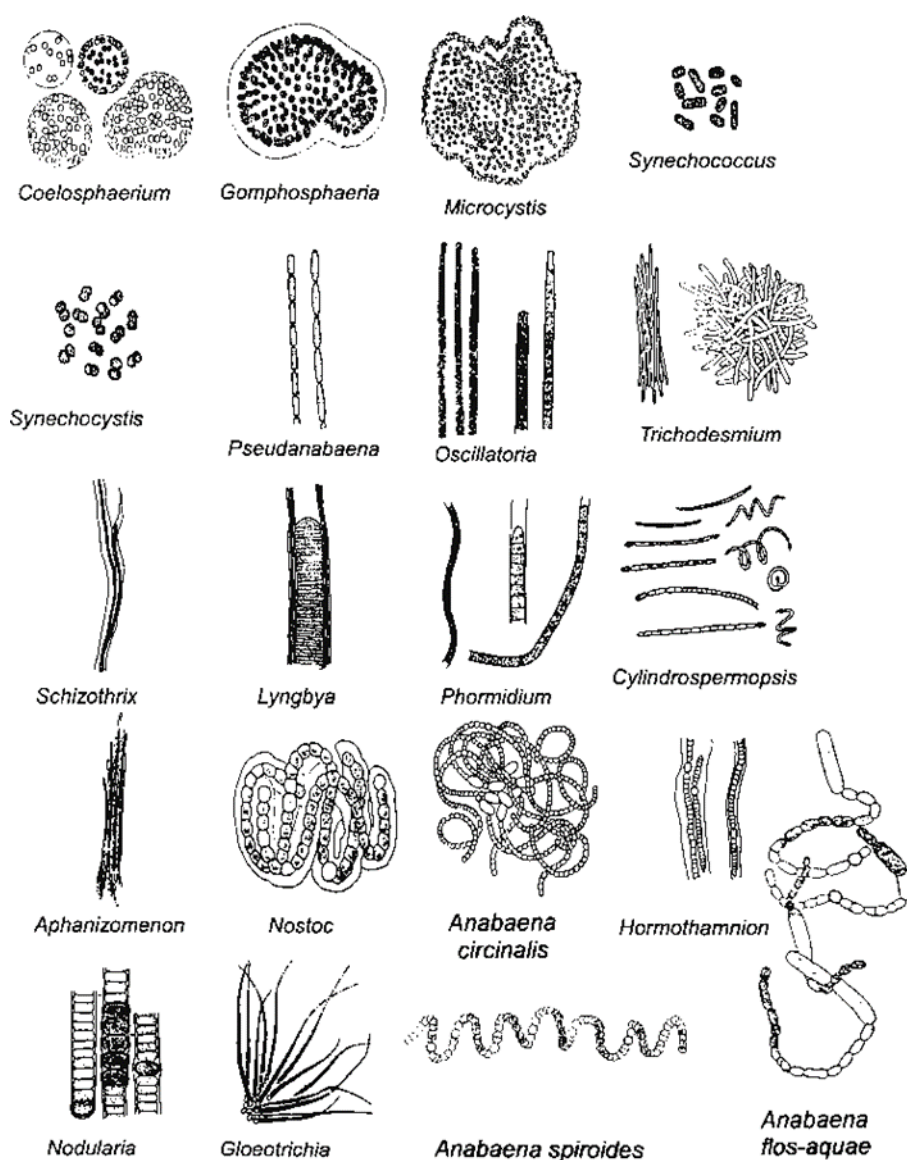 Coelosphaerium
Gomphosphaeria
Microcystis
Synechococcus
Synechocystis
Pseudanabaena
Oscillatoria
Trichodesmium
Schizothrix
Lyngbya
Phormidium
Cylindrospermopsis
Aphanizomenon
Nostoc
Anabaena
circinalis
Hormothamnion
Nodularia
Gloeotrichia
Anabaena spiroides
Anabaena
flos-aquae